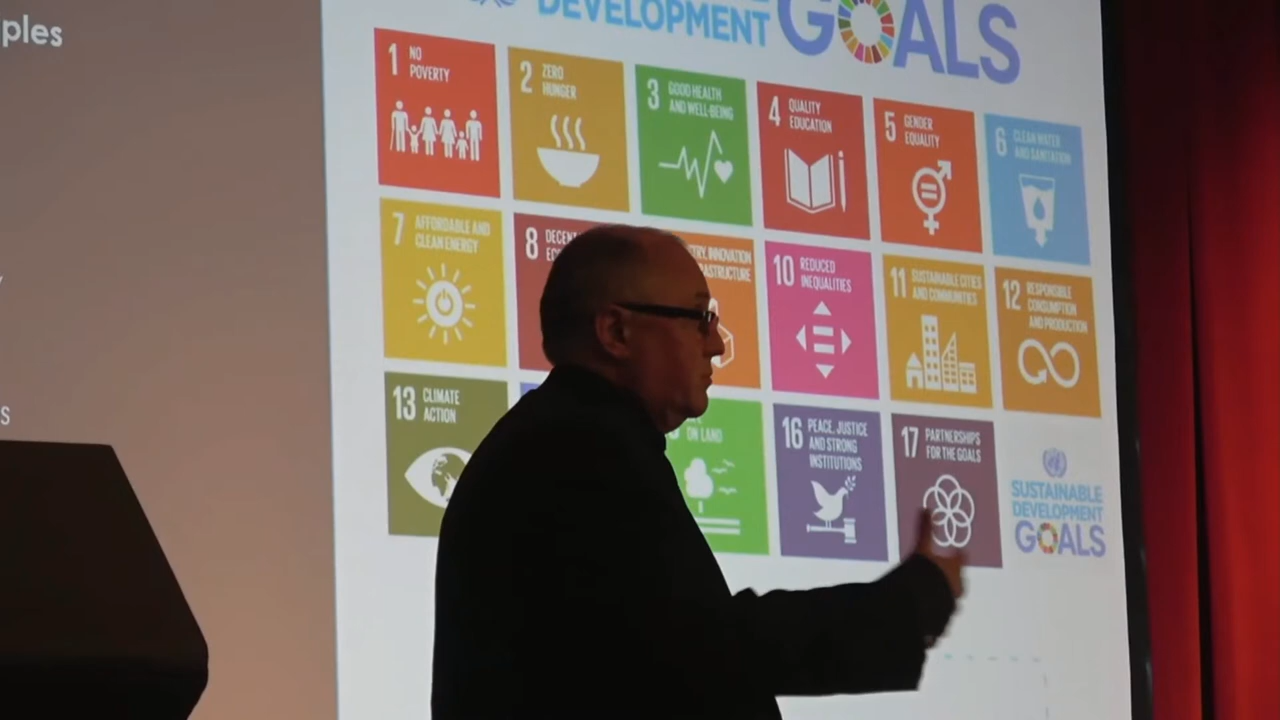 ples
DEVELOPMENT GOALS
1 NO
POVERTY
2 ZERO
HUNGER
3 GOOD HEALTH
AND WELL-BEING
4 QUALITY
EDUCATION
5 GENDER
EQUALITY
6 CLEAN WATER
AND SANITATION
7 AFFORDABLE AND
CLEAN ENERGY
8 DECENT
INNOVATION
10 REDUCED
INEQUALITIES
11 SUSTAINABLE CITIES
AND COMMUNITIES
12 RESPONSIBLE
CONSUMPTION
AND PRODUCTION
S
13 CLIMATE
ACTION
ON LAND
16 PEACE, JUSTICE
AND STRONG
INSTITUTIONS
17 PARTNERSHIPS
FOR THE GOALS
SUSTAINABLE
DEVELOPMENT
GOALS